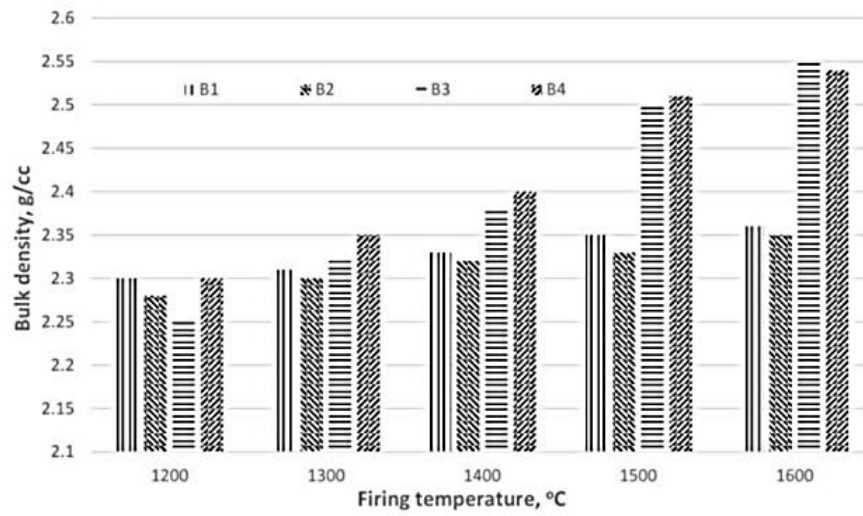 2.6
2.55
B1 B2 B3 B4
2.5
2.45
2.4
2.35
2.3
2.25
2.2
2.15
2.1
Bulk density, g/cc
1200 1300 1400 1500 1600
Firing temperature, °C